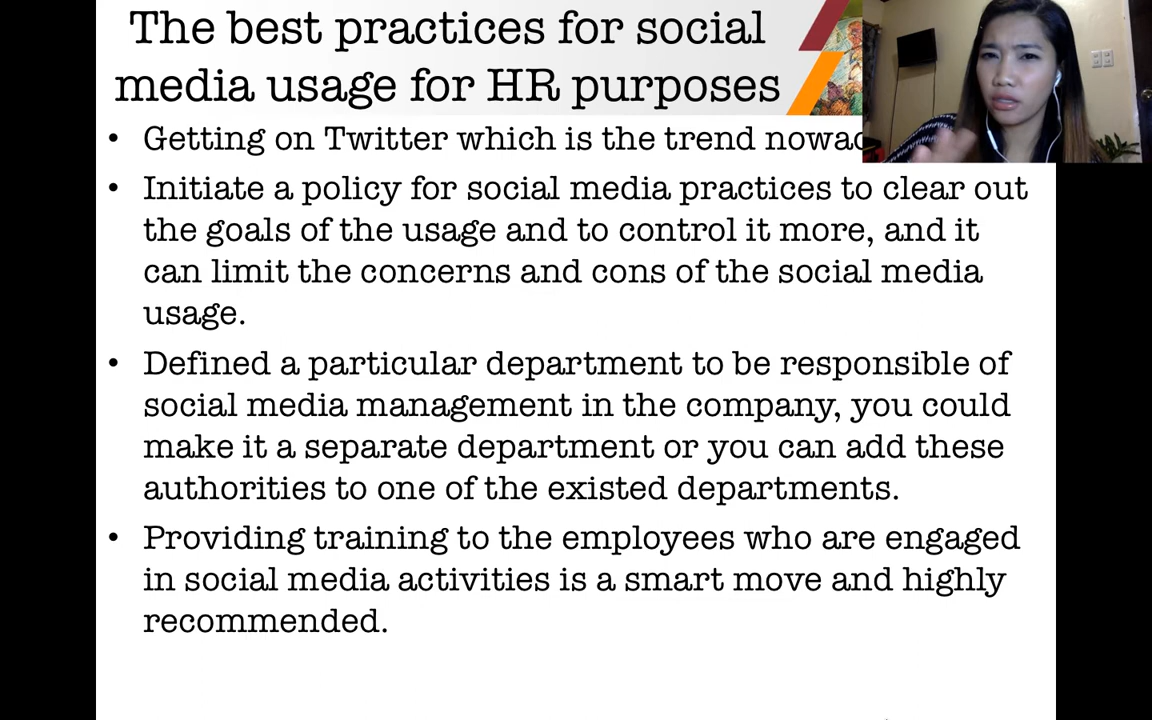 The best practices for social
media usage for HR purposes
• Getting on Twitter which is the trend
• Initiate a policy for social media practices to clear out
the goals of the usage and to control it more, and it
can limit the concerns and cons of the social media
usage.
• Defined a particular department to be responsible of
social media management in the company, you could
make it a separate department or you can add these
authorities to one of the existed departments.
• Providing training to the employees who are engaged
in social media activities is a smart move and highly
recommended.